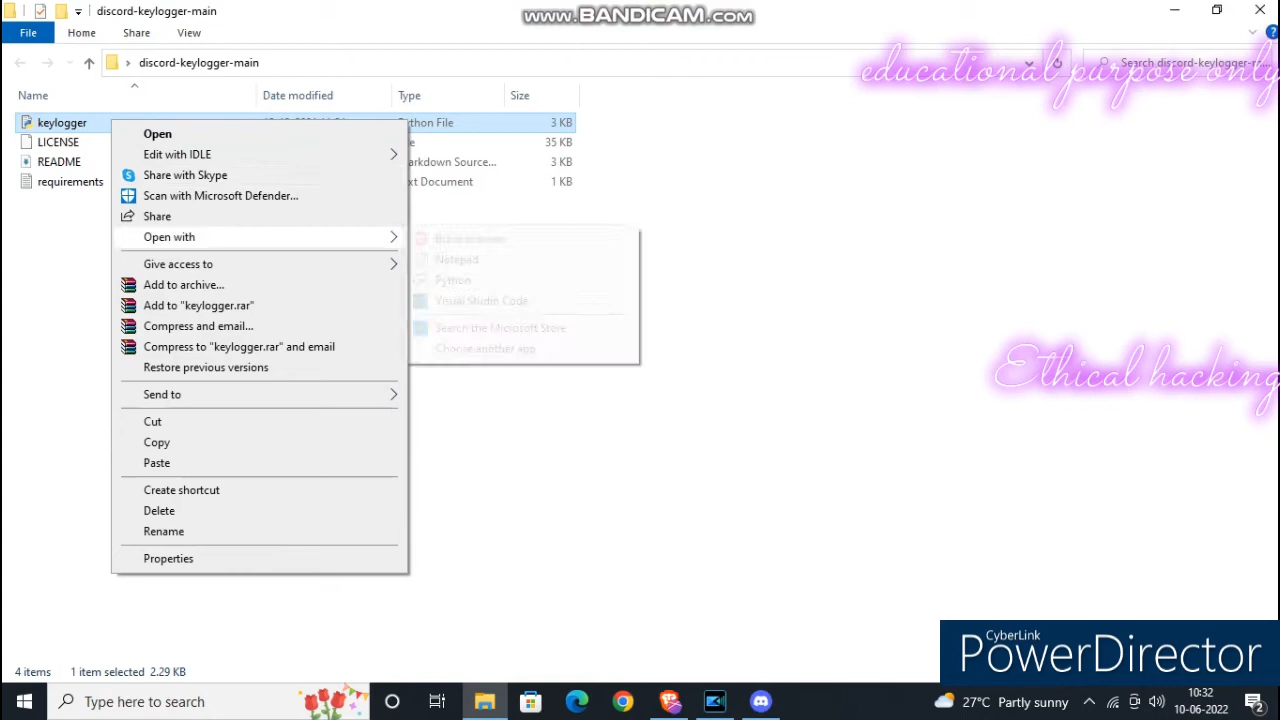 discord-keylogger-main
www.BANDICAM.com
File
Home
Share
View
discord-keylogger-main
Search discord-keylogger-
educational purpose only
Name
Date modified
Type
Size
keylogger
ython File
3 KB
LICENSE
35 KB
README
arkdown Source...
3 KB
requirements
xt Document
1 KB
Open
Edit with IDLE
Share with Skype
Scan with Microsoft Defender...
Share
Open with
Give access to
Add to archive...
Add to "keylogger.rar"
Compress and email...
Compress to "keylogger.rar" and email
Restore previous versions
Send to
Cut
Copy
Paste
Create shortcut
Delete
Rename
Properties
Notepad
Python
Visual Studio Code
Search the Microsoft Store
Choose another app
Ethical hacking
CyberLink
PowerDirector
4 items
1 item selected 2.29 KB
Type here to search
27°C Partly sunny
10:32
10-06-2022
2